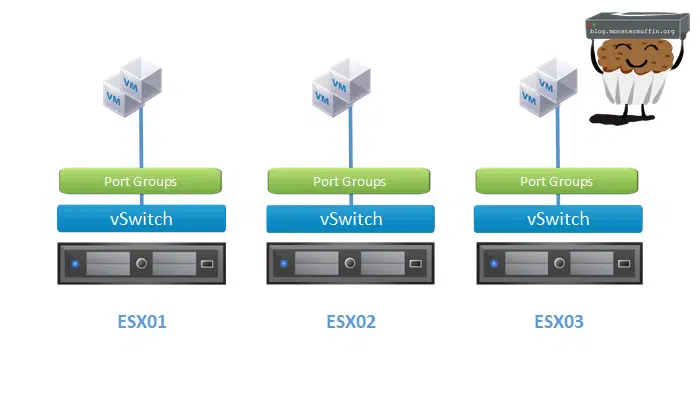 blog.monstermuffin.org
VM
VM
VM
VM
VM
VM
Port Groups
Port Groups
Port Groups
vSwitch
vSwitch
vSwitch
ESX01
ESX02
ESX03